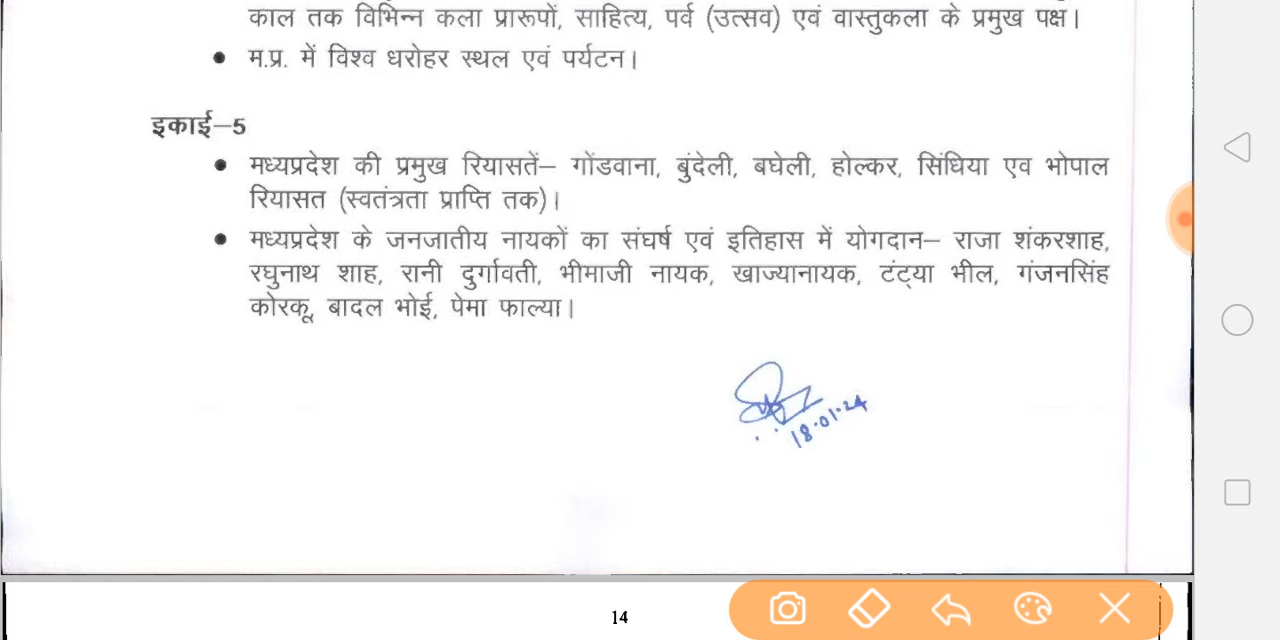 काल तक विभिन्न कला प्रारूपों, साहित्य, पर्व (उत्सव) एवं वास्तुकला के प्रमुख पक्ष।
• म.प्र. में विश्व धरोहर स्थल एवं पर्यटन।
इकाई–5
• मध्यप्रदेश की प्रमुख रियासतें– गोंडवाना, बुंदेली, बघेली, होल्कर, सिंधिया एव भोपाल
रियासत (स्वतंत्रता प्राप्ति तक)।
• मध्यप्रदेश के जनजातीय नायकों का संघर्ष एवं इतिहास में योगदान– राजा शंकरशाह,
रघुनाथ शाह, रानी दुर्गावती, भीमाजी नायक, खाज्यानायक, टंट्या भील, गंजनसिंह
कोरकू, बादल भोई, पेमा फाल्या।
18.01.24
14